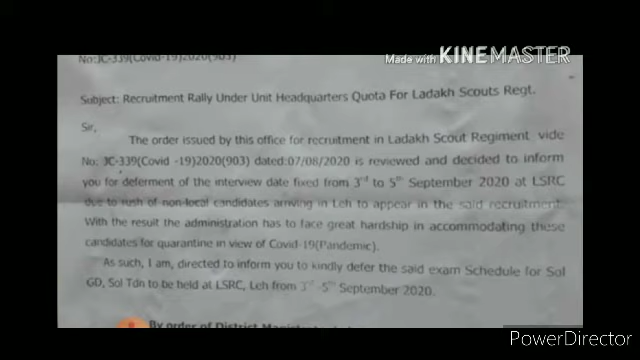 No:JC-339(Covid-19)2020(903)
Made with KINEMASTER
Subject: Recruitment Rally Under Unit Headquarters Quota For Ladakh Scouts Regt.
Sir,
The order issued by this office for recruitment in Ladakh Scout Regiment vide
No: JC-339(Covid -19)2020(903) dated:07/08/2020 is reviewed and decided to inform
you for deferment of the interview date fixed from 3rd to 5th September 2020 at LSRC
due to rush of non-local candidates arriving in Leh to appear in the said recruitment.
With the result the administration has to face great hardship in accommodating these
candidates for quarantine in view of Covid-19(Pandemic).
As such, I am, directed to inform you to kindly defer the said exam Schedule for Sol
GD, Sol Tdn to be held at LSRC, Leh from 3rd -5th September 2020.
By order of District
PowerDirector